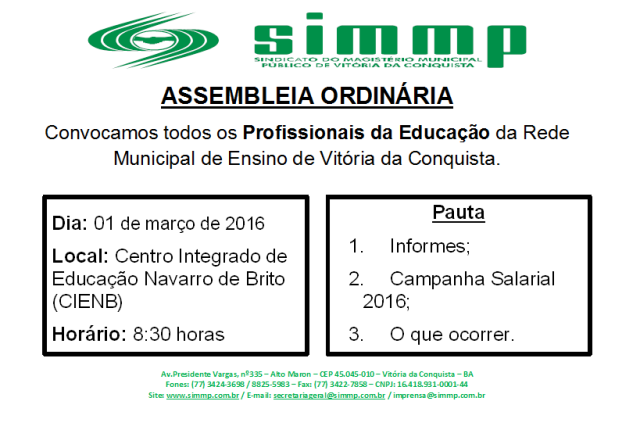 simmp
SINDICATO DO MAGISTÉRIO MUNICIPAL
PÚBLICO DE VITÓRIA DA CONQUISTA
ASSEMBLEIA ORDINÁRIA
Convocamos todos os Profissionais da Educação da Rede
Municipal de Ensino de Vitória da Conquista.
Dia: 01 de março de 2016
Local: Centro Integrado de
Educação Navarro de Brito
(CIENB)
Horário: 8:30 horas
Pauta
1. Informes;
2. Campanha Salarial
2016;
3. O que ocorrer.
Av.Presidente Vargas, nº335 – Alto Maron – CEP 45.045-010 – Vitória da Conquista – BA
Fones: (77) 3424-3698 / 8825-5983 – Fax: (77) 3422-7858 – CNPJ: 16.418.931-0001-44
Site: www.simmp.com.br / E-mail: secretariageral@simmp.com.br / imprensa@simmp.com.br